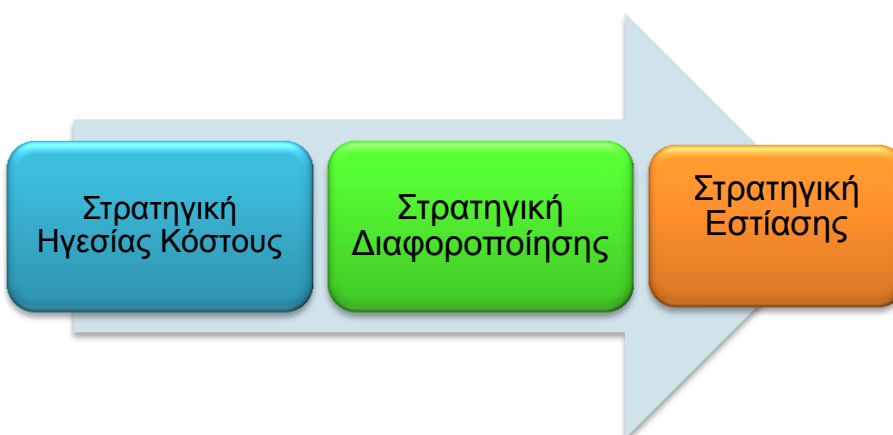 Στρατηγική
Ηγεσίας Κόστους
Στρατηγική
Διαφοροποίησης
Στρατηγική
Εστίασης